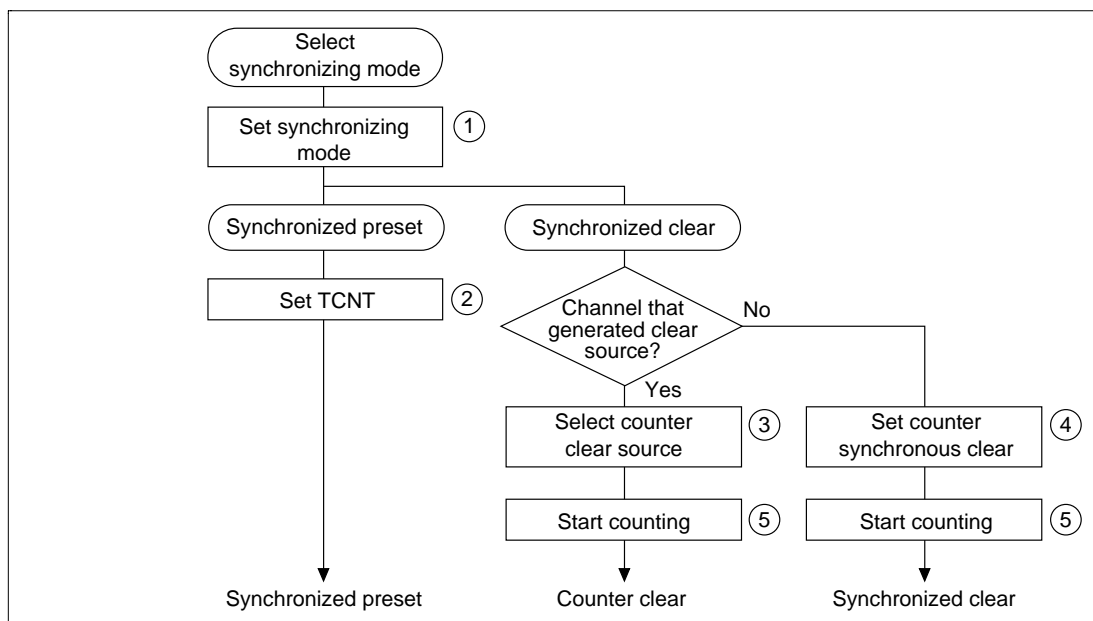 Select
synchronizing mode
Set synchronizing
mode
1
Synchronized preset
Synchronized clear
Set TCNT
2
Channel that
generated clear
source?
No
Yes
Select counter
clear source
3
Set counter
synchronous clear
4
Start counting
5
Start counting
5
Synchronized preset
Counter clear
Synchronized clear